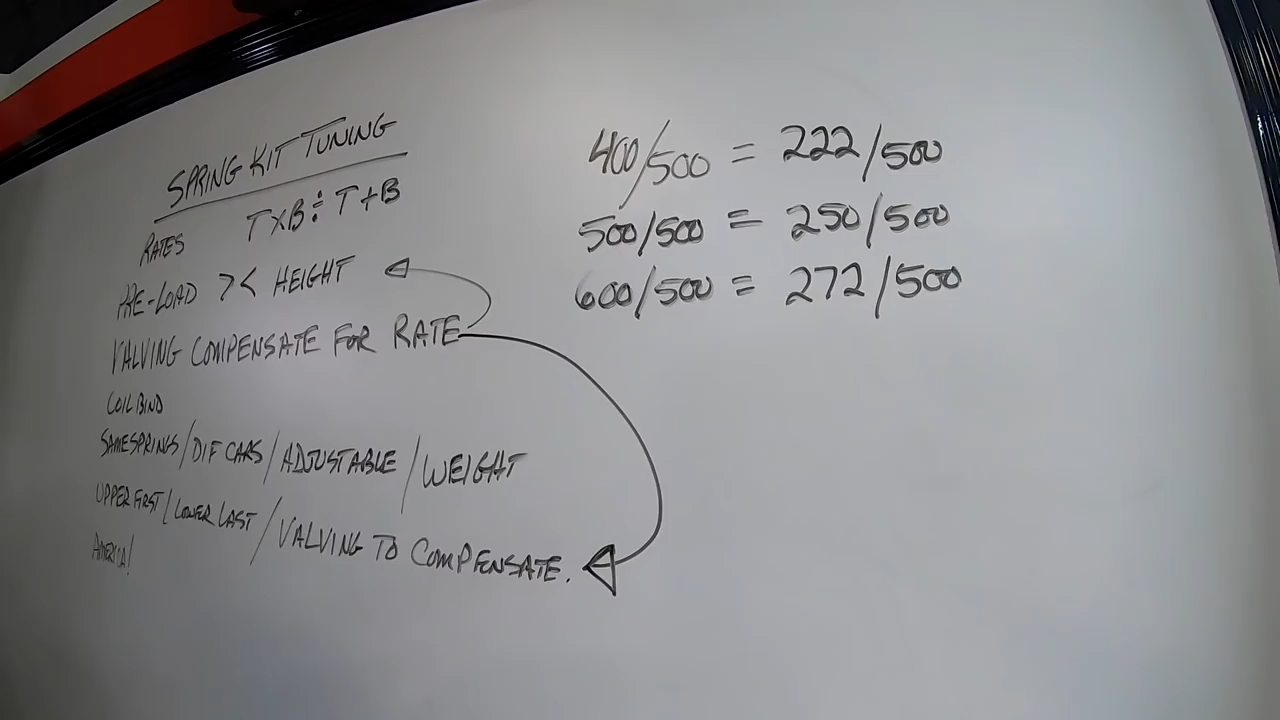 SPRING KIT TUNING
RATES T×B÷T+B
PRE-LOAD >< HEIGHT
VALVING COMPENSATE FOR RATE
COIL BIND
SAME SPRINGS/DIF CARS/ADJUSTABLE/WEIGHT
UPPER FIRST/LOWER LAST/VALVING TO COMPENSATE.
AMERICA!
400/500 = 222/500
500/500 = 250/500
600/500 = 272/500